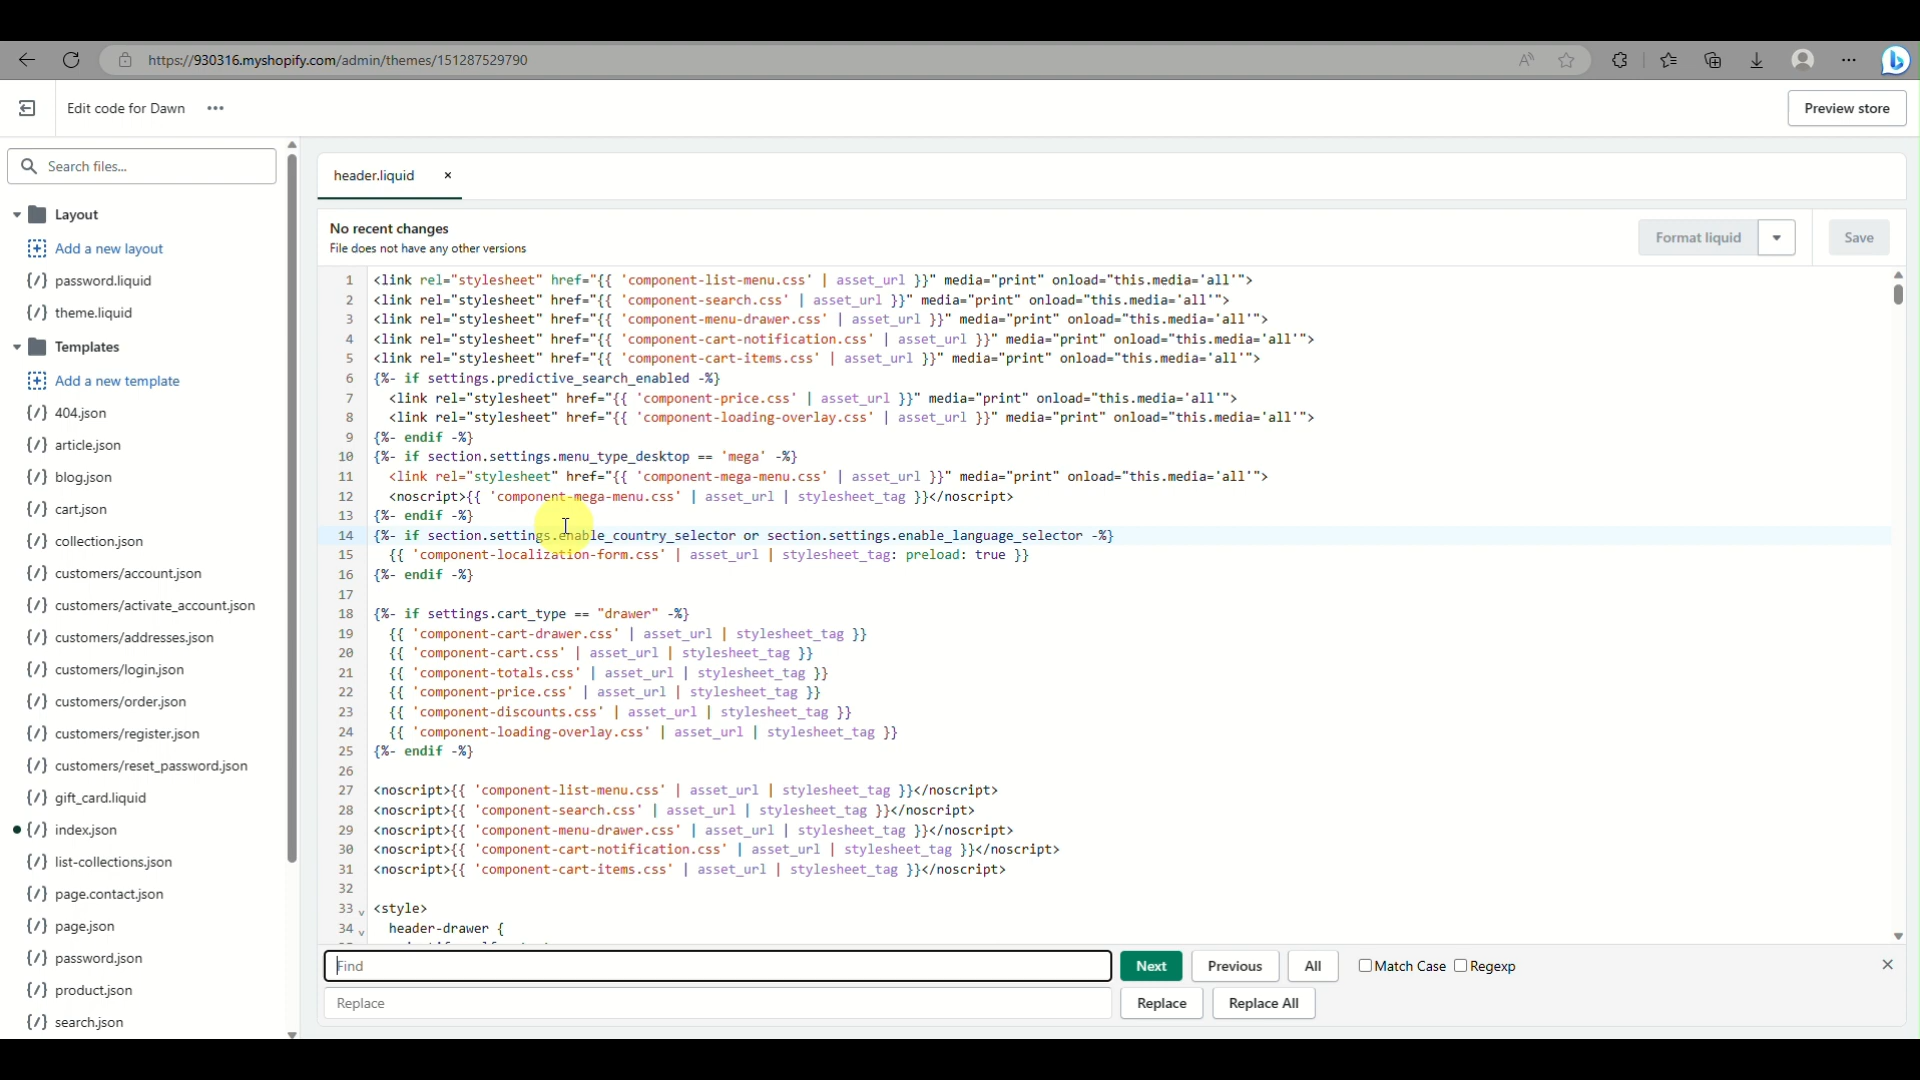 https://930316.myshopify.com/admin/themes/151287529790
Edit code for Dawn
Preview store
Search files...
Layout
Add a new layout
{/} password.liquid
{/} theme.liquid
Templates
Add a new template
{/} 404.json
{/} article.json
{/} blog.json
{/} cart.json
{/} collection.json
{/} customers/account.json
{/} customers/activate_account.json
{/} customers/addresses.json
{/} customers/login.json
{/} customers/order.json
{/} customers/register.json
{/} customers/reset_password.json
{/} gift_card.liquid
{/} index.json
{/} list-collections.json
{/} page.contact.json
{/} page.json
{/} password.json
{/} product.json
{/} search.json
header.liquid ×
No recent changes
File does not have any other versions
Format liquid
Save
1 <link rel="stylesheet" href="{{ 'component-list-menu.css' | asset_url }}" media="print" onload="this.media='all'">
2 <link rel="stylesheet" href="{{ 'component-search.css' | asset_url }}" media="print" onload="this.media='all'">
3 <link rel="stylesheet" href="{{ 'component-menu-drawer.css' | asset_url }}" media="print" onload="this.media='all'">
4 <link rel="stylesheet" href="{{ 'component-cart-notification.css' | asset_url }}" media="print" onload="this.media='all'">
5 <link rel="stylesheet" href="{{ 'component-cart-items.css' | asset_url }}" media="print" onload="this.media='all'">
6 {%- if settings.predictive_search_enabled -%}
7 <link rel="stylesheet" href="{{ 'component-price.css' | asset_url }}" media="print" onload="this.media='all'">
8 <link rel="stylesheet" href="{{ 'component-loading-overlay.css' | asset_url }}" media="print" onload="this.media='all'">
9 {%- endif -%}
10 {%- if section.settings.menu_type_desktop == 'mega' -%}
11 <link rel="stylesheet" href="{{ 'component-mega-menu.css' | asset_url }}" media="print" onload="this.media='all'">
12 <noscript>{{ 'component-mega-menu.css' | asset_url | stylesheet_tag }}</noscript>
13 {%- endif -%}
14 {%- if section.settings.enable_country_selector or section.settings.enable_language_selector -%}
15 {{ 'component-localization-form.css' | asset_url | stylesheet_tag: preload: true }}
16 {%- endif -%}
17
18 {%- if settings.cart_type == "drawer" -%}
19 {{ 'component-cart-drawer.css' | asset_url | stylesheet_tag }}
20 {{ 'component-cart.css' | asset_url | stylesheet_tag }}
21 {{ 'component-totals.css' | asset_url | stylesheet_tag }}
22 {{ 'component-price.css' | asset_url | stylesheet_tag }}
23 {{ 'component-discounts.css' | asset_url | stylesheet_tag }}
24 {{ 'component-loading-overlay.css' | asset_url | stylesheet_tag }}
25 {%- endif -%}
26
27 <noscript>{{ 'component-list-menu.css' | asset_url | stylesheet_tag }}</noscript>
28 <noscript>{{ 'component-search.css' | asset_url | stylesheet_tag }}</noscript>
29 <noscript>{{ 'component-menu-drawer.css' | asset_url | stylesheet_tag }}</noscript>
30 <noscript>{{ 'component-cart-notification.css' | asset_url | stylesheet_tag }}</noscript>
31 <noscript>{{ 'component-cart-items.css' | asset_url | stylesheet_tag }}</noscript>
32
33 <style>
34 header-drawer {
Find
Next
Previous
All
Match Case
Regexp
Replace
Replace
Replace All